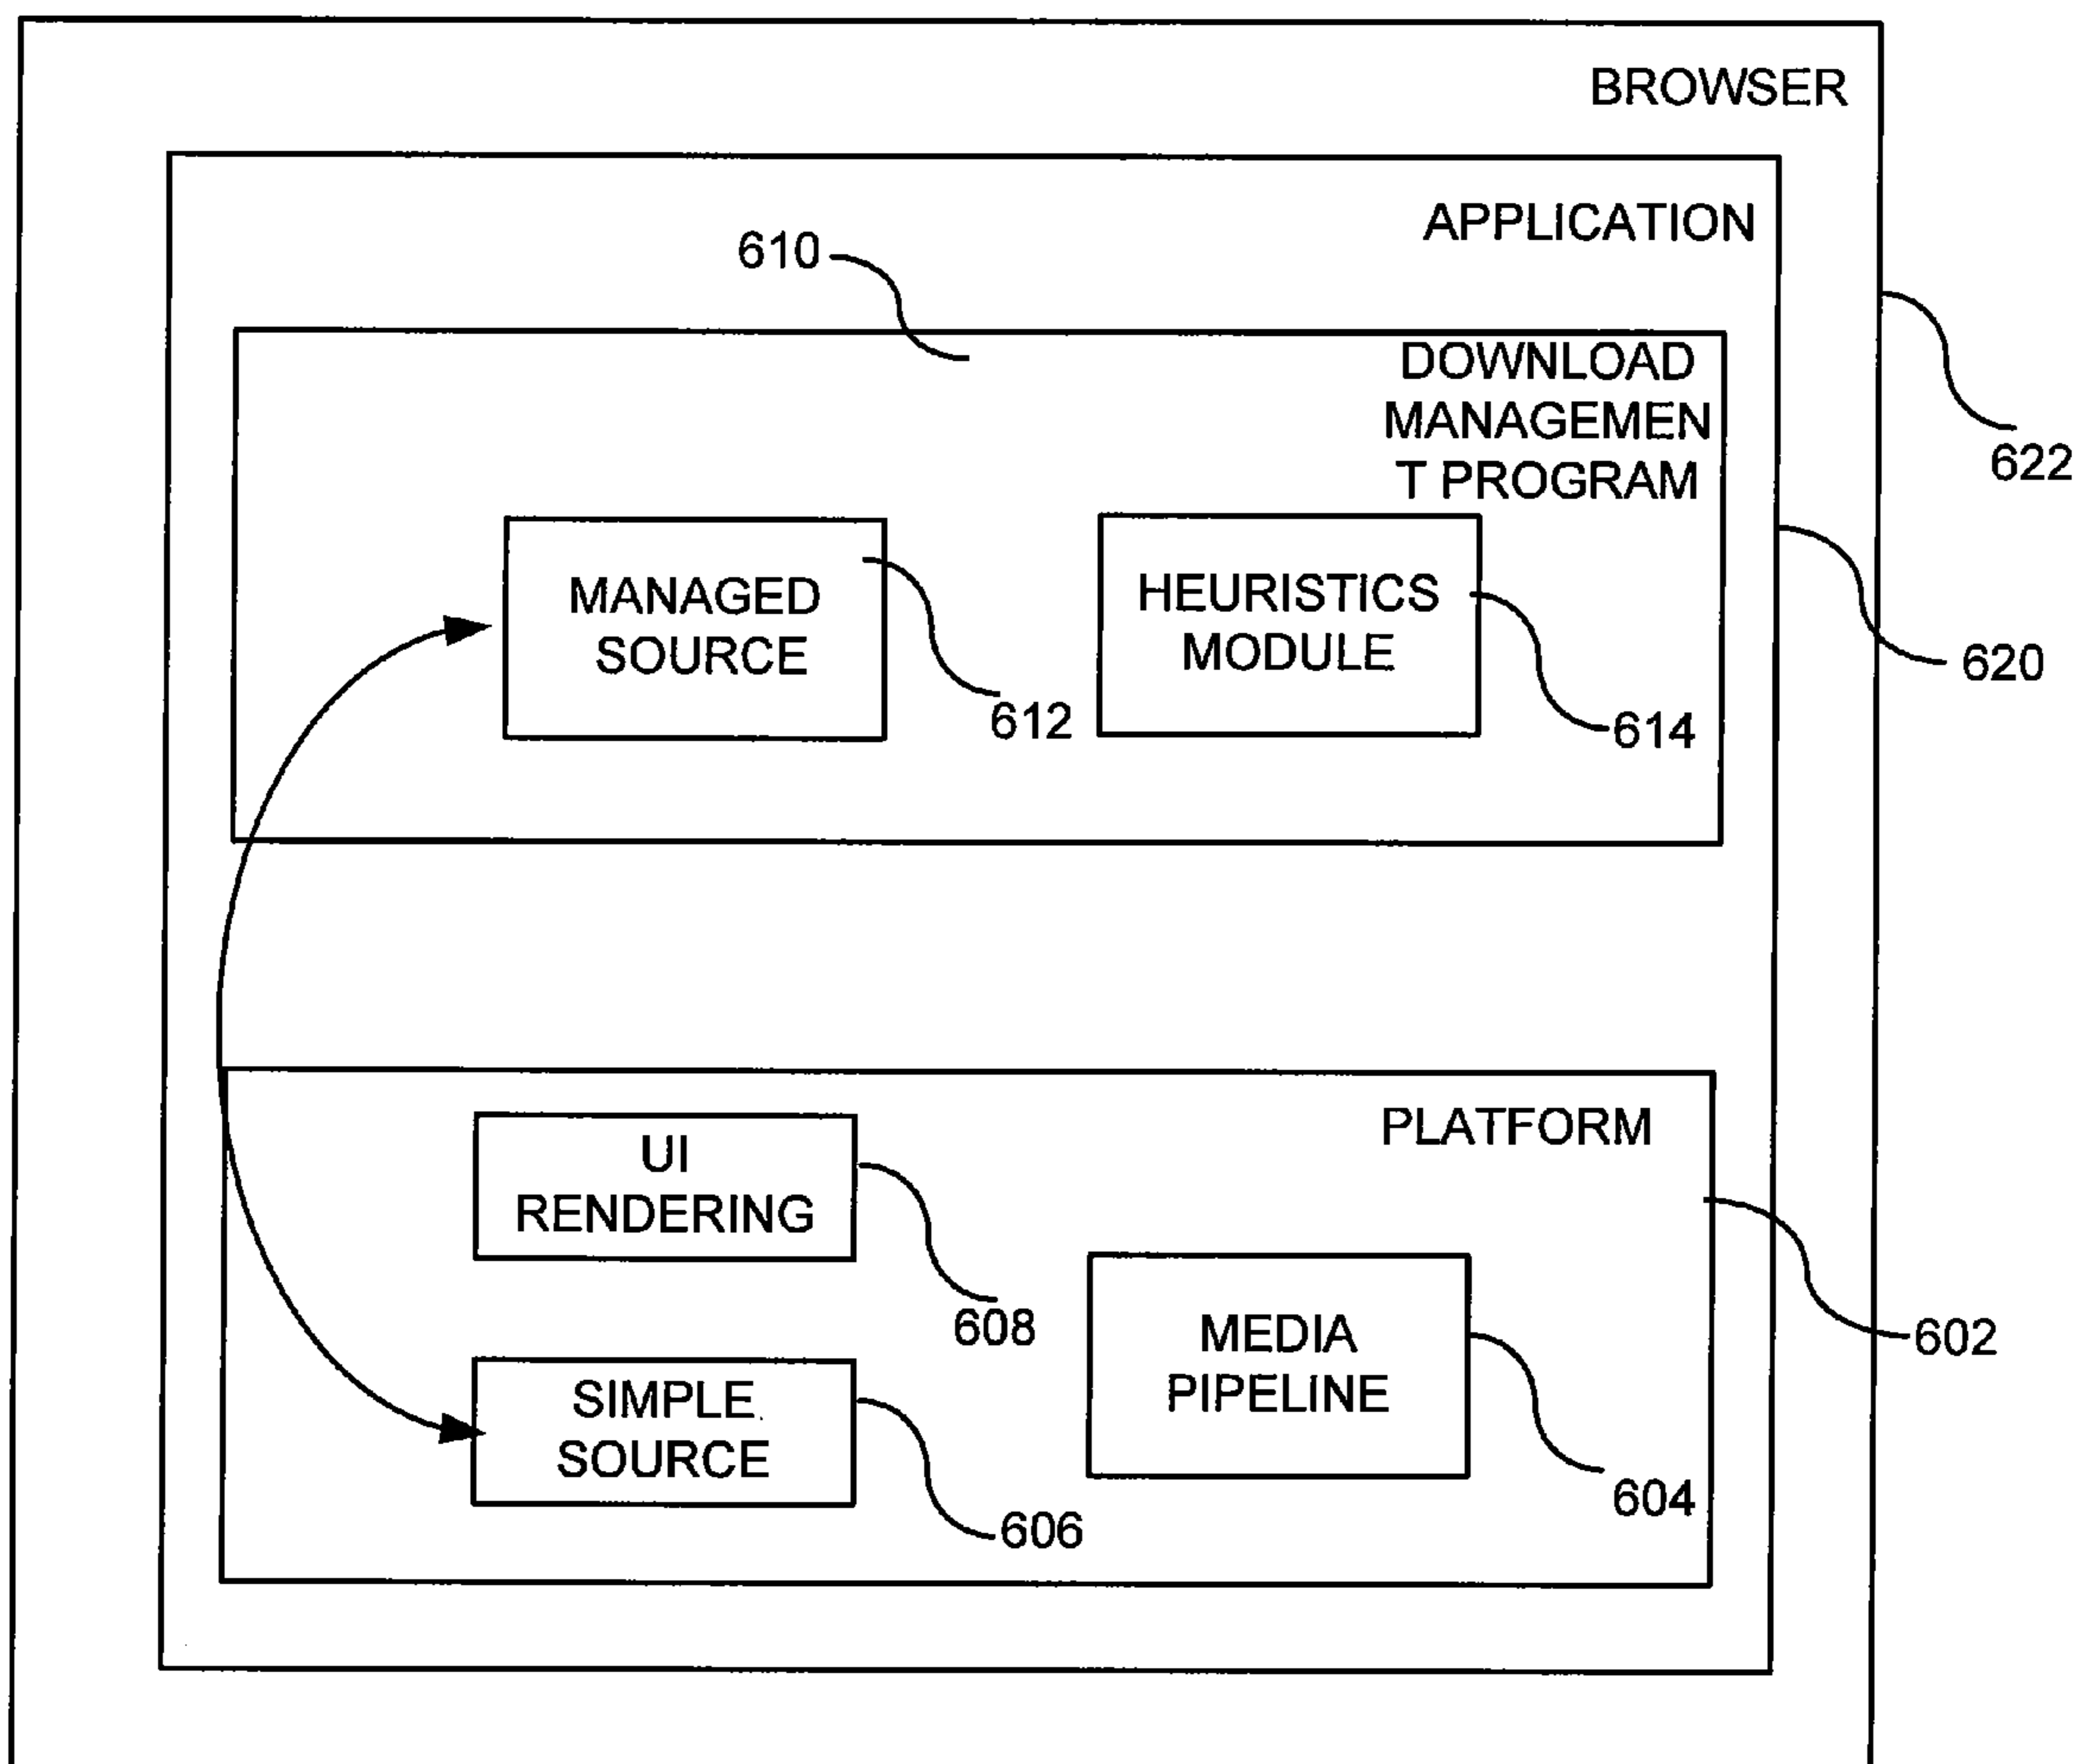 BROWSER
APPLICATION
610
DOWNLOAD
MANAGEMEN
T PROGRAM
622
MANAGED
SOURCE
HEURISTICS
MODULE
620
612
614
PLATFORM
UI
RENDERING
608
MEDIA
PIPELINE
602
SIMPLE
SOURCE
604
606